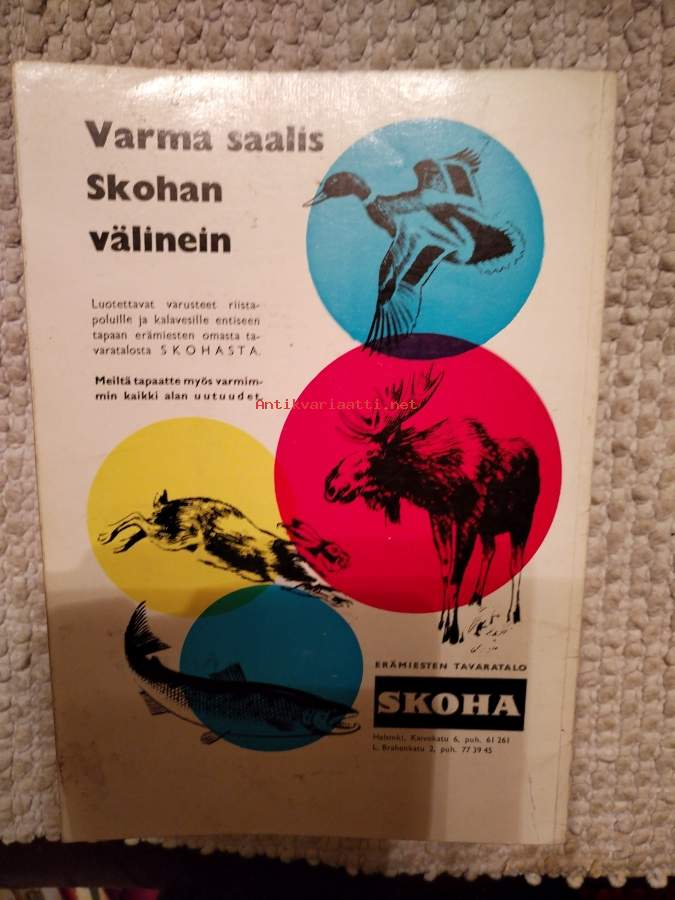 Varma saalis
Skohan
välinein
Luotettavat varusteet riista-
poluille ja kalavesille entiseen
tapaan erämiesten omasta ta-
varatalosta SKOHASTA.
Meiltä tapaatte myös varmim-
min kaikki alan uutuudet.
Antikvariaatti.net
ERÄMIESTEN TAVARATALO
SKOHA
Helsinki, Kaivokatu 6, puh. 61 261
L. Brahenkatu 2, puh. 77 39 45